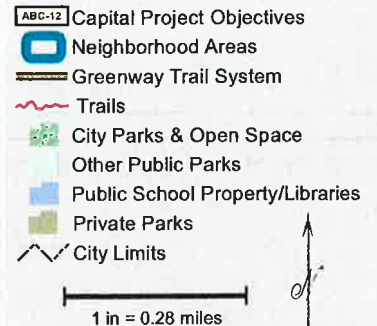 ABC-12 Capital Project Objectives
Neighborhood Areas
Greenway Trail System
Trails
City Parks & Open Space
Other Public Parks
Public School Property/Libraries
Private Parks
City Limits
1 in = 0.28 miles